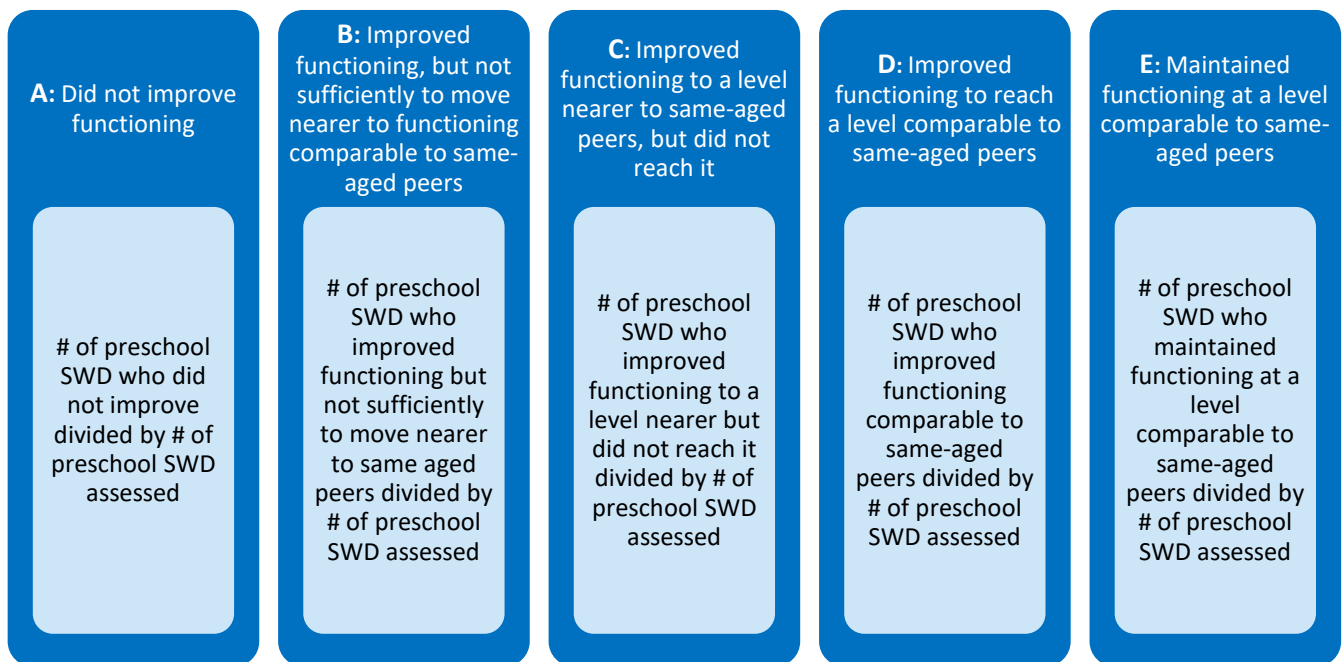 A: Did not improve
functioning
# of preschool
SWD who did
not improve
divided by # of
preschool SWD
assessed
B: Improved
functioning, but not
sufficiently to move
nearer to functioning
comparable to same-
aged peers
# of preschool
SWD who
improved
functioning but
not sufficiently
to move nearer
to same aged
peers divided by
# of preschool
SWD assessed
C: Improved
functioning to a level
nearer to same-aged
peers, but did not
reach it
# of preschool
SWD who
improved
functioning to a
level nearer but
did not reach it
divided by # of
preschool SWD
assessed
D: Improved
functioning to reach
a level comparable to
same-aged peers
# of preschool
SWD who
improved
functioning
comparable to
same-aged
peers divided by
# of preschool
SWD assessed
E: Maintained
functioning at a level
comparable to same-
aged peers
# of preschool
SWD who
maintained
functioning at a
level
comparable to
same-aged
peers divided by
# of preschool
SWD assessed